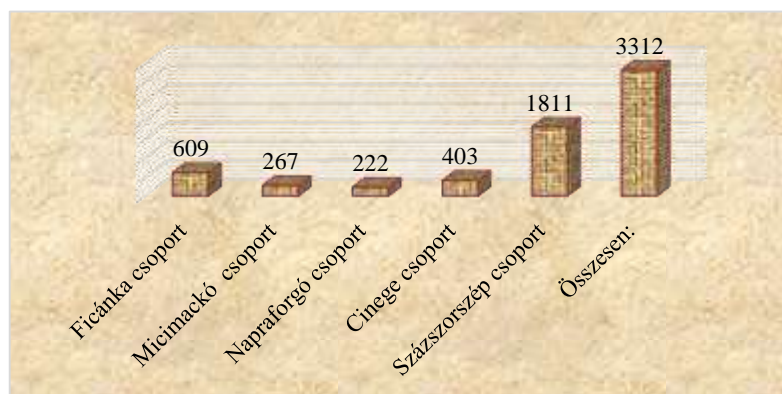 609
267
222
403
1811
3312
Ficánka csoport
Micimackó csoport
Napraforgó csoport
Cinege csoport
Százszorszép csoport
Összesen: